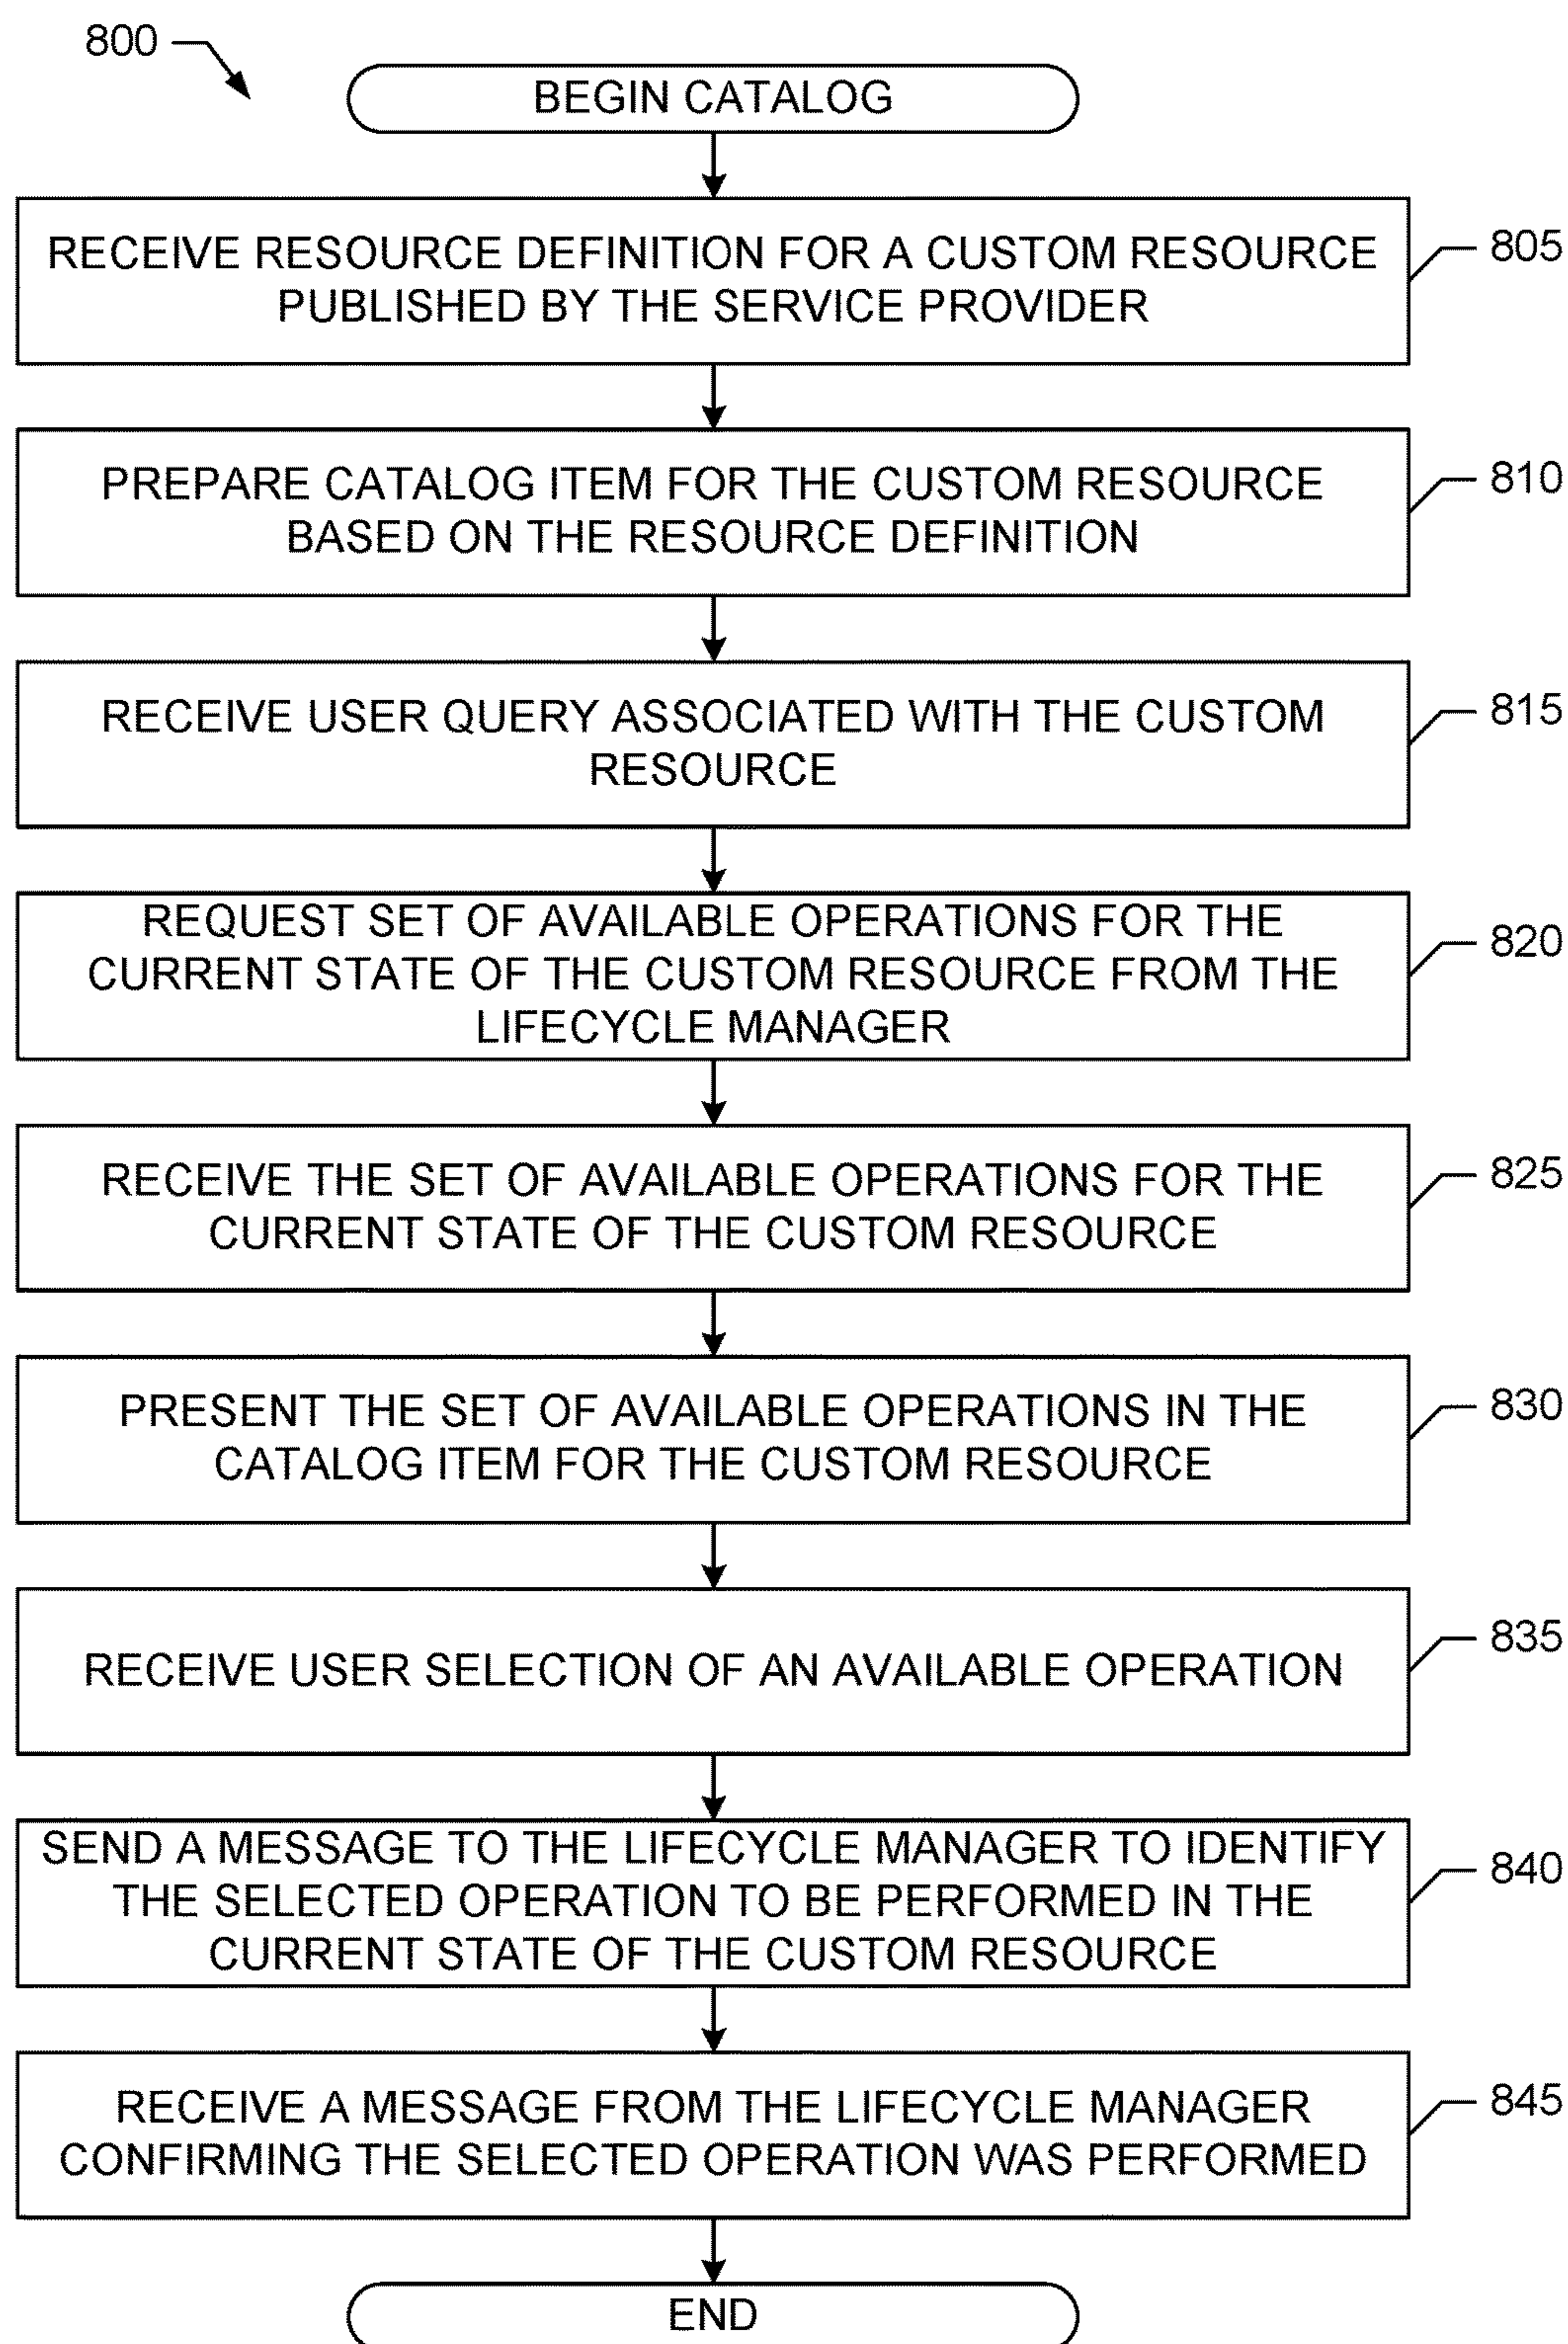 800
BEGIN CATALOG
RECEIVE RESOURCE DEFINITION FOR A CUSTOM RESOURCE
PUBLISHED BY THE SERVICE PROVIDER
805
PREPARE CATALOG ITEM FOR THE CUSTOM RESOURCE
BASED ON THE RESOURCE DEFINITION
810
RECEIVE USER QUERY ASSOCIATED WITH THE CUSTOM
RESOURCE
815
REQUEST SET OF AVAILABLE OPERATIONS FOR THE
CURRENT STATE OF THE CUSTOM RESOURCE FROM THE
LIFECYCLE MANAGER
820
RECEIVE THE SET OF AVAILABLE OPERATIONS FOR THE
CURRENT STATE OF THE CUSTOM RESOURCE
825
PRESENT THE SET OF AVAILABLE OPERATIONS IN THE
CATALOG ITEM FOR THE CUSTOM RESOURCE
830
RECEIVE USER SELECTION OF AN AVAILABLE OPERATION
835
SEND A MESSAGE TO THE LIFECYCLE MANAGER TO IDENTIFY
THE SELECTED OPERATION TO BE PERFORMED IN THE
CURRENT STATE OF THE CUSTOM RESOURCE
840
RECEIVE A MESSAGE FROM THE LIFECYCLE MANAGER
CONFIRMING THE SELECTED OPERATION WAS PERFORMED
845
END